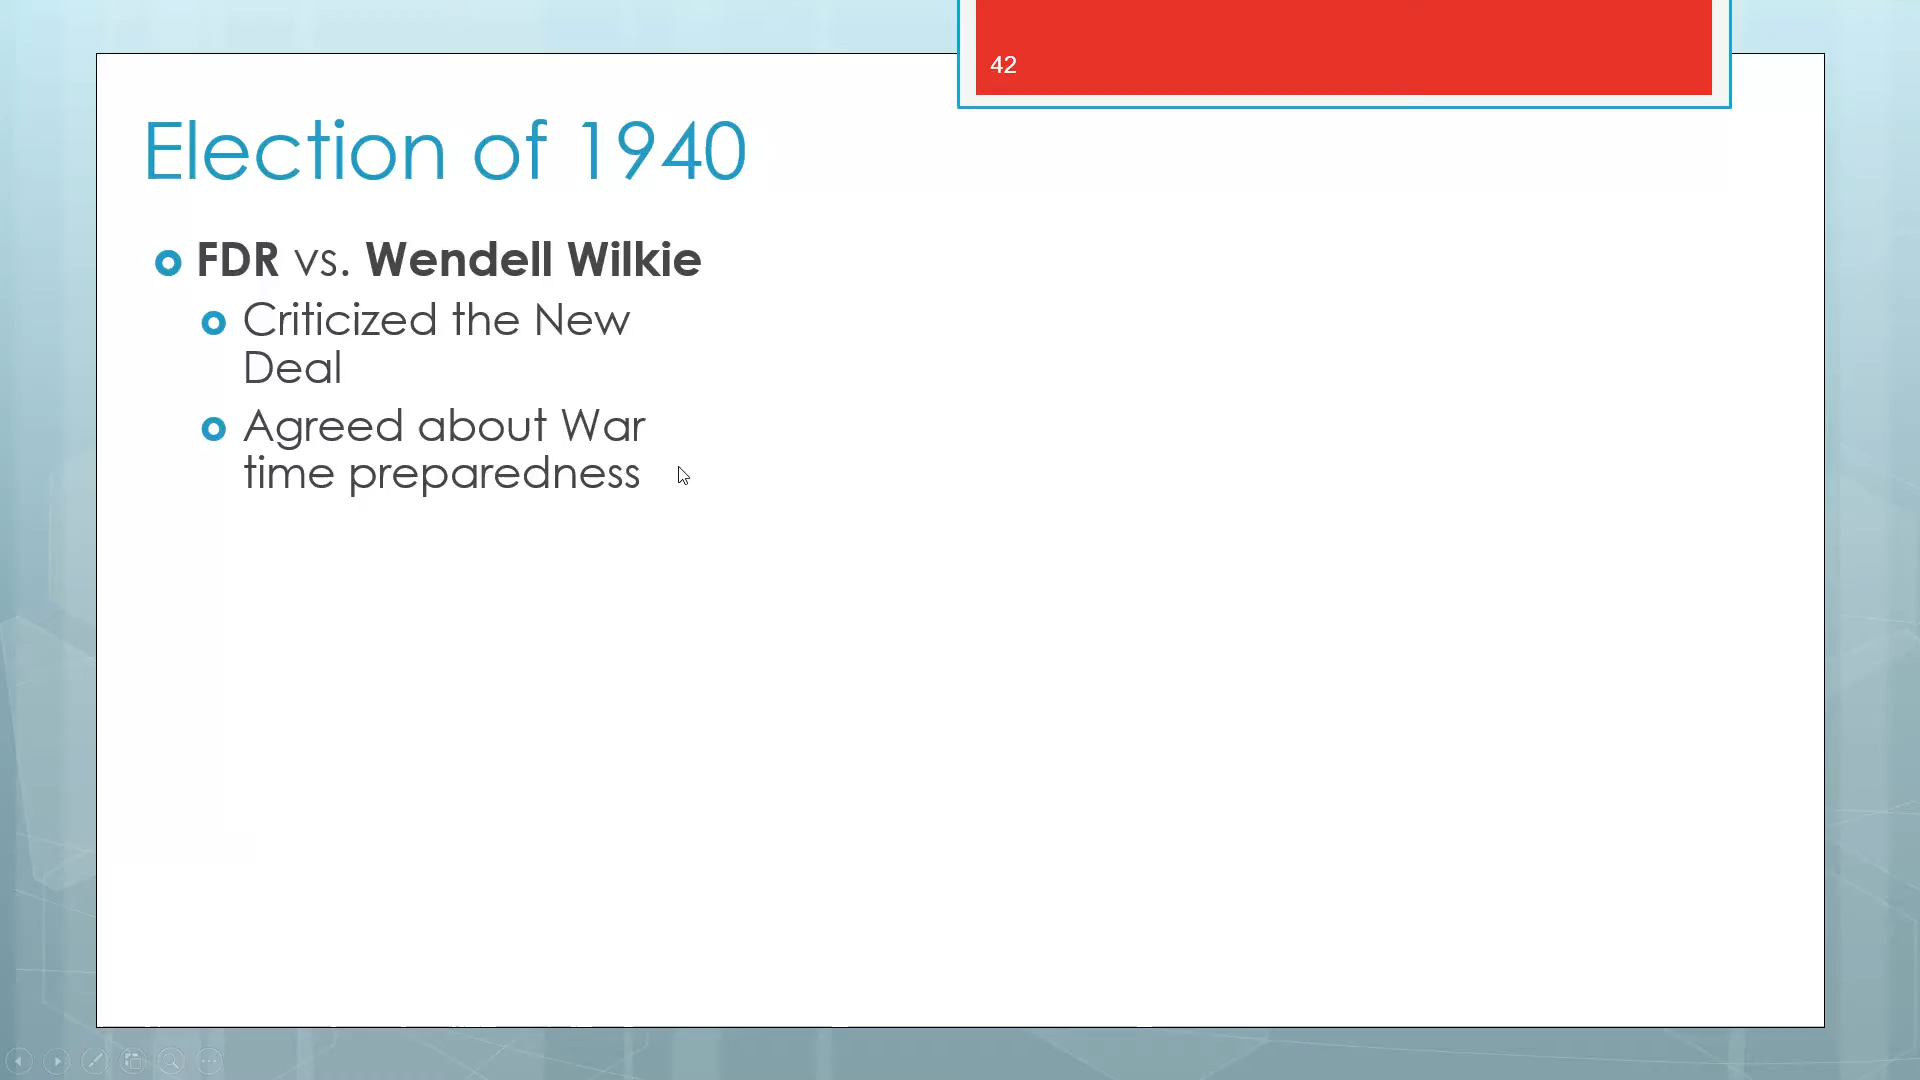 42
Election of 1940
FDR vs. Wendell Wilkie
Criticized the New
Deal
Agreed about War
time preparedness